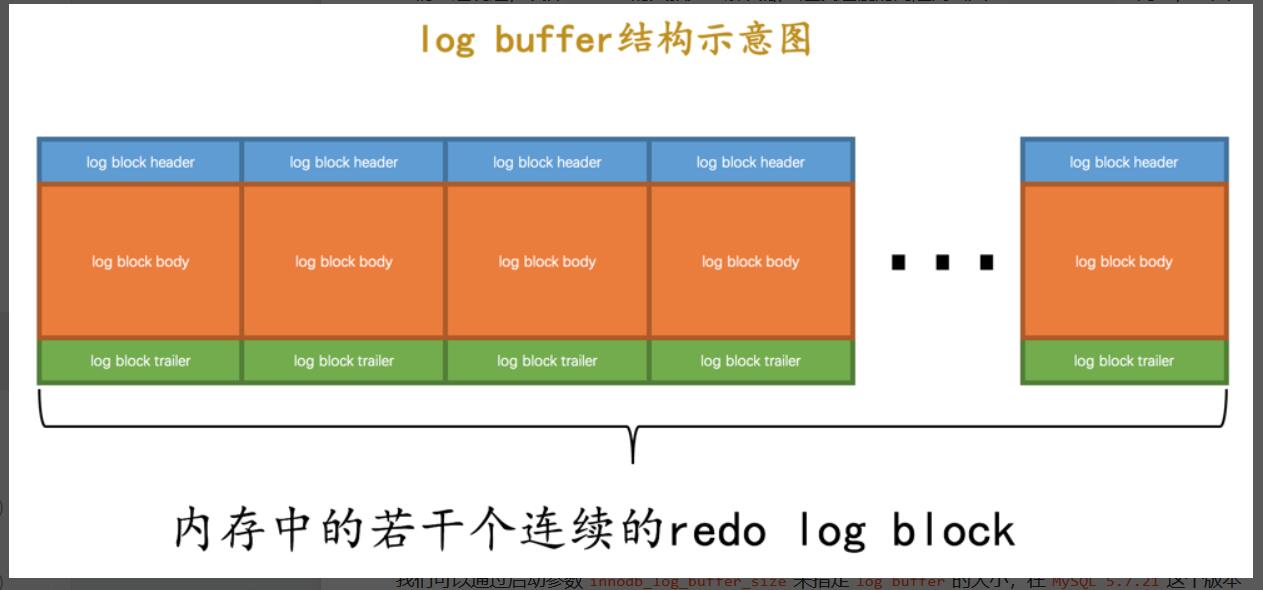 log buffer结构示意图
log block header log block header log block header log block header log block header
log block body log block body log block body log block body log block body
log block trailer log block trailer log block trailer log block trailer log block trailer
内存中的若干个连续的redo log block
我们可以通过启动参数 innodb_log_buffer_size 来指定 log buffer 的大小，在 MySQL 5.7.21 这个版本